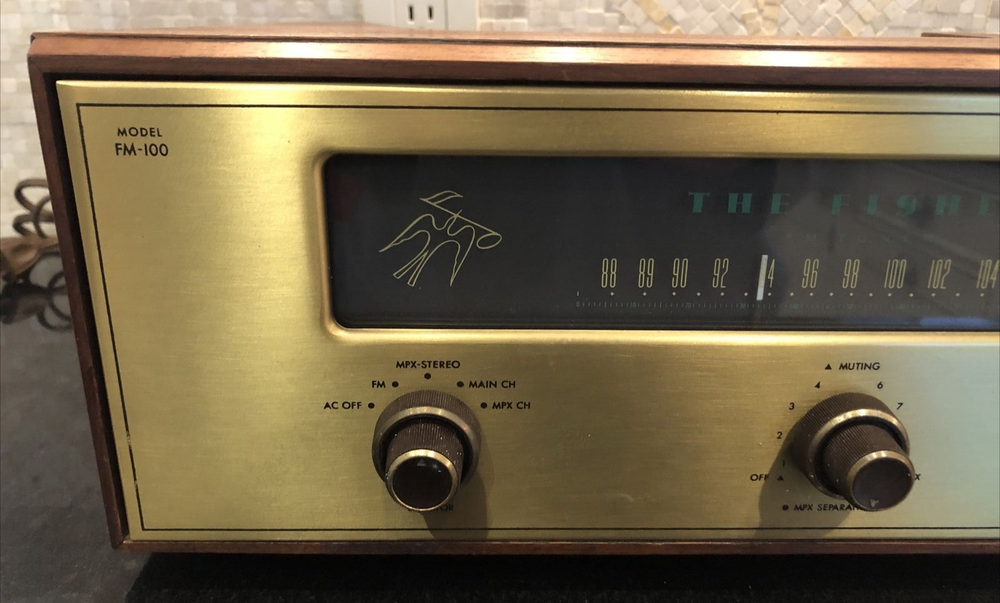 MODEL
FM-100
THE FISHE
88 89 90 92 4 96 98 100 102 104
MPX-STEREO
FM MAIN CH
AC OFF MPX CH
MUTING
4 6
3 7
2
1
OFF X
MPX SEPARA